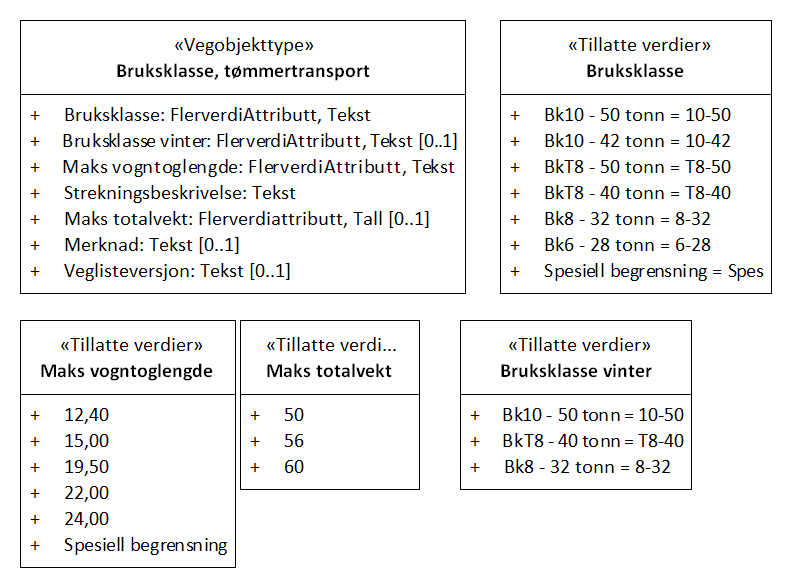 «Vegobjekttype»
Bruksklasse, tømmertransport
+ Bruksklasse: FlerverdiAttributt, Tekst
+ Bruksklasse vinter: FlerverdiAttributt, Tekst [0..1]
+ Maks vogntoglengde: FlerverdiAttributt, Tekst
+ Strekningsbeskrivelse: Tekst
+ Maks totalvekt: Flerverdiattributt, Tall [0..1]
+ Merknad: Tekst [0..1]
+ Veglisteversjon: Tekst [0..1]
«Tillatte verdier»
Bruksklasse
+ Bk10 - 50 tonn = 10-50
+ Bk10 - 42 tonn = 10-42
+ BkT8 - 50 tonn = T8-50
+ BkT8 - 40 tonn = T8-40
+ Bk8 - 32 tonn = 8-32
+ Bk6 - 28 tonn = 6-28
+ Spesiell begrensning = Spes
«Tillatte verdier»
Maks vogntoglengde
+ 12,40
+ 15,00
+ 19,50
+ 22,00
+ 24,00
+ Spesiell begrensning
«Tillatte verdi...
Maks totalvekt
+ 50
+ 56
+ 60
«Tillatte verdier»
Bruksklasse vinter
+ Bk10 - 50 tonn = 10-50
+ BkT8 - 40 tonn = T8-40
+ Bk8 - 32 tonn = 8-32